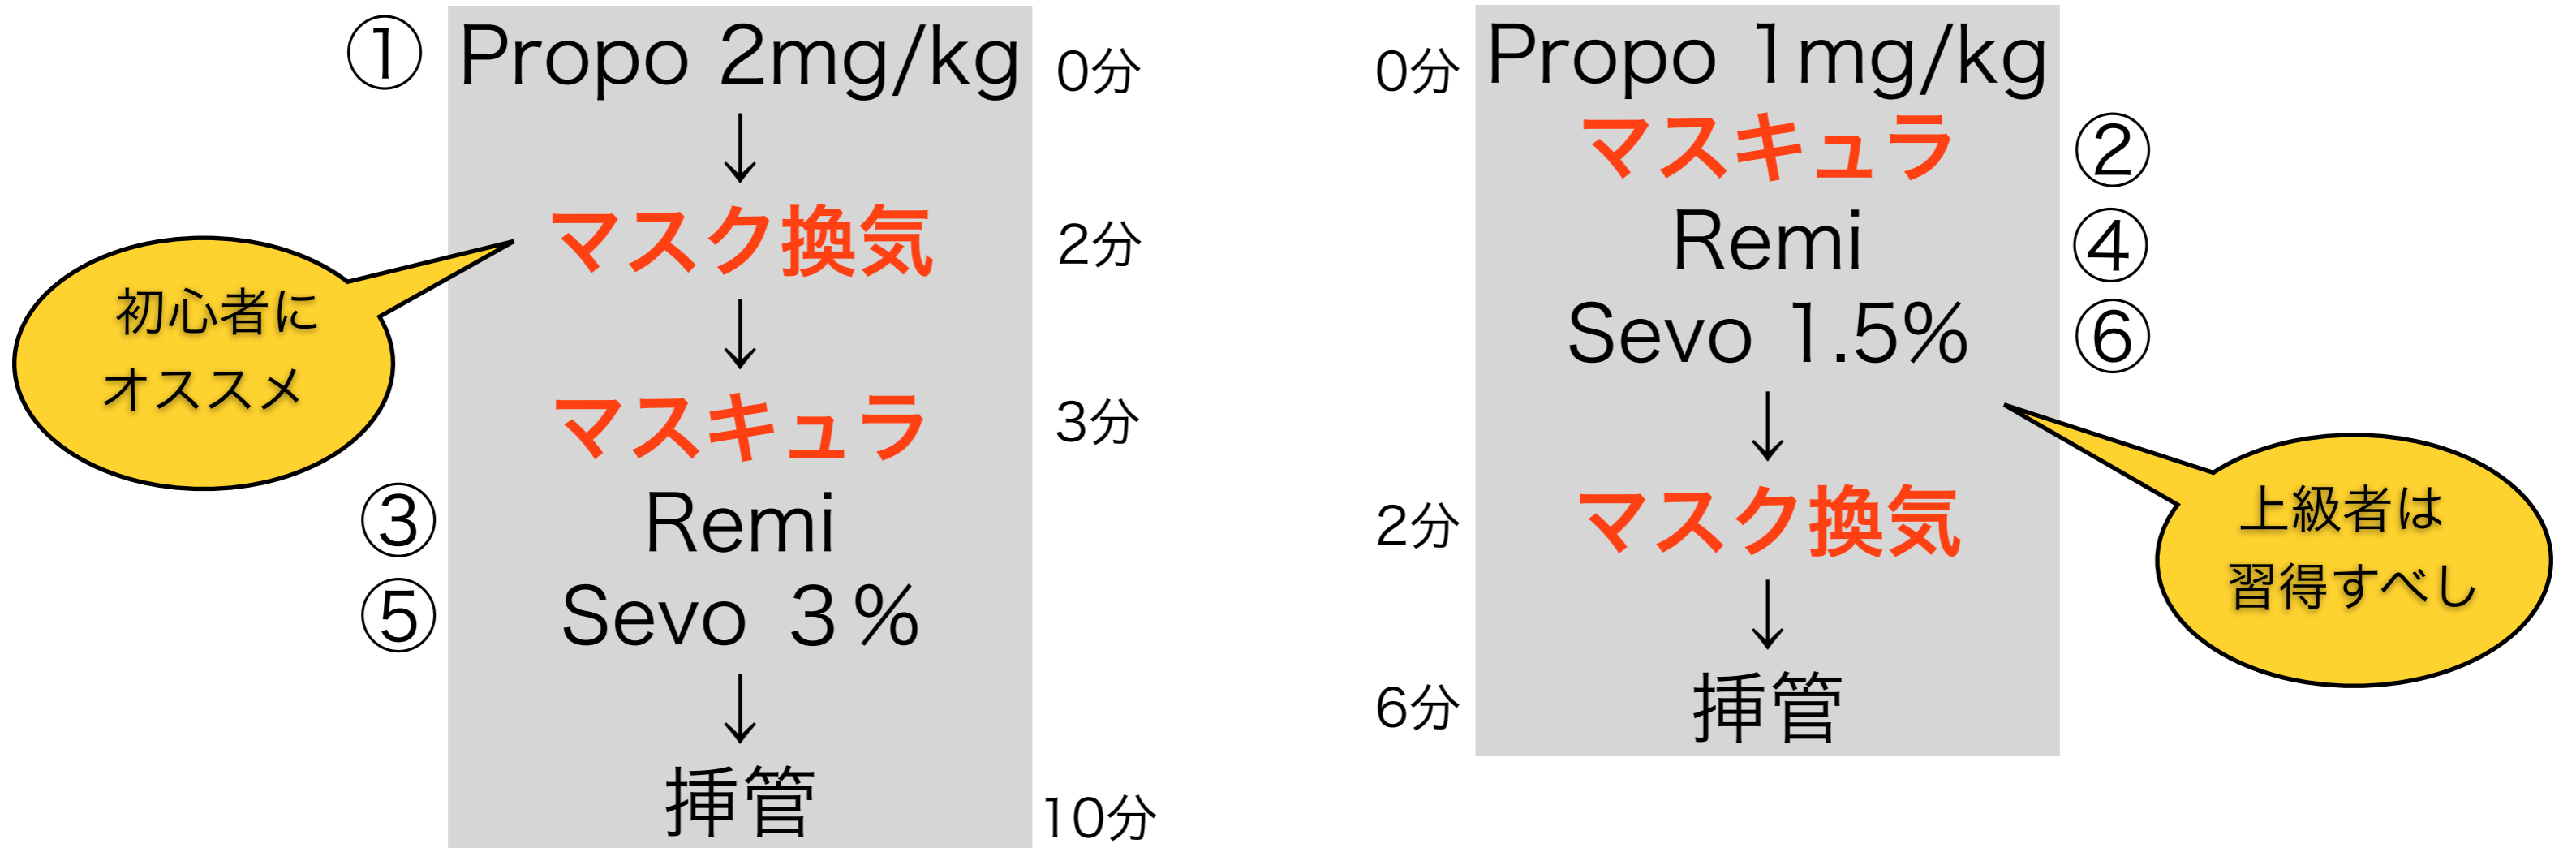 ① Propo 2mg/kg 0分
↓
マスク換気 2分
↓
マスキュラ 3分
③ Remi
⑤ Sevo 3%
↓
挿管 10分
初心者に
オススメ
0分 Propo 1mg/kg
マスキュラ ②
Remi ④
Sevo 1.5% ⑥
↓
2分 マスク換気
↓
6分 挿管
上級者は
習得すべし